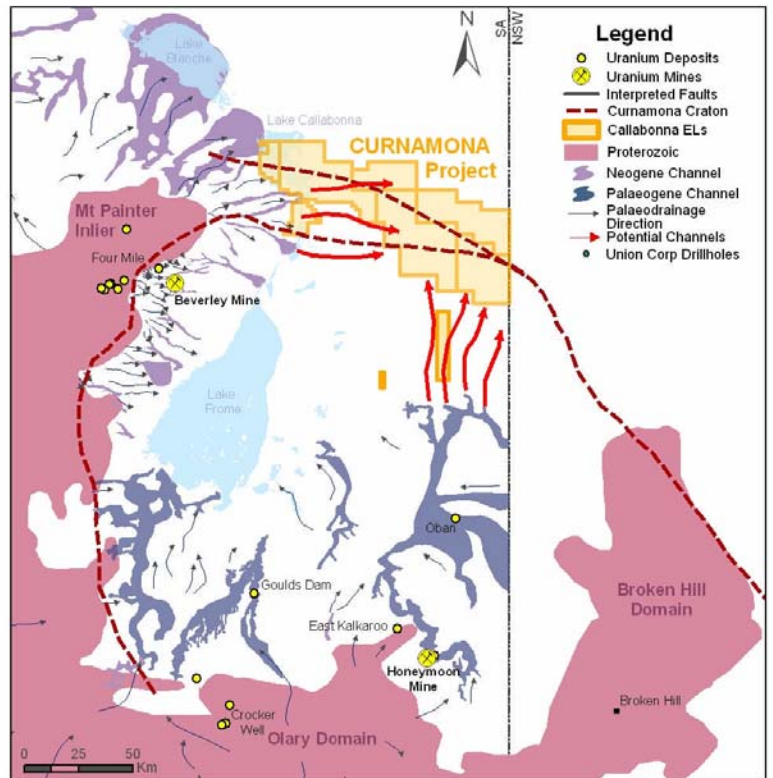 N
SA
NSW
Legend
Uranium Deposits
Uranium Mines
Interpreted Faults
Curnamona Craton
Callabonna ELs
Proterozoic
Neogene Channel
Palaeogene Channel
Palaeodrainage
Direction
Potential Channels
Union Corp Drillholes
Lake
Blanche
Lake Callabonna
CURNAMONA
Project
Mt Painter
Inlier
Four Mile
Beverley Mine
Lake
Frome
Oban
Goulds Dam
East Kalkaroo
Honeymoon
Mine
Broken Hill
Domain
Broken Hill
Crocker
Well
Olary Domain
0 25 50
Km